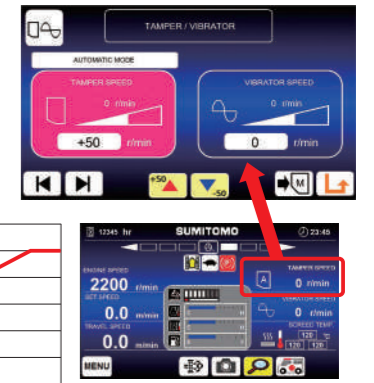 TAMPER / VIBRATOR
AUTOMATIC MODE
TAMPER SPEED
0 r/min
+50 r/min
VIBRATOR SPEED
0 r/min
0 r/min
+50
-50
M
12345 hr
SUMITOMO
23:45
ENGINE SPEED
2200 r/min
SET SPEED
0.0 m/min
TRAVEL SPEED
0.0 m/min
TAMPER SPEED
A
0 r/min
VIBRATOR SPEED
0 r/min
SCREED TEMP.
120 °C
120 120
MENU